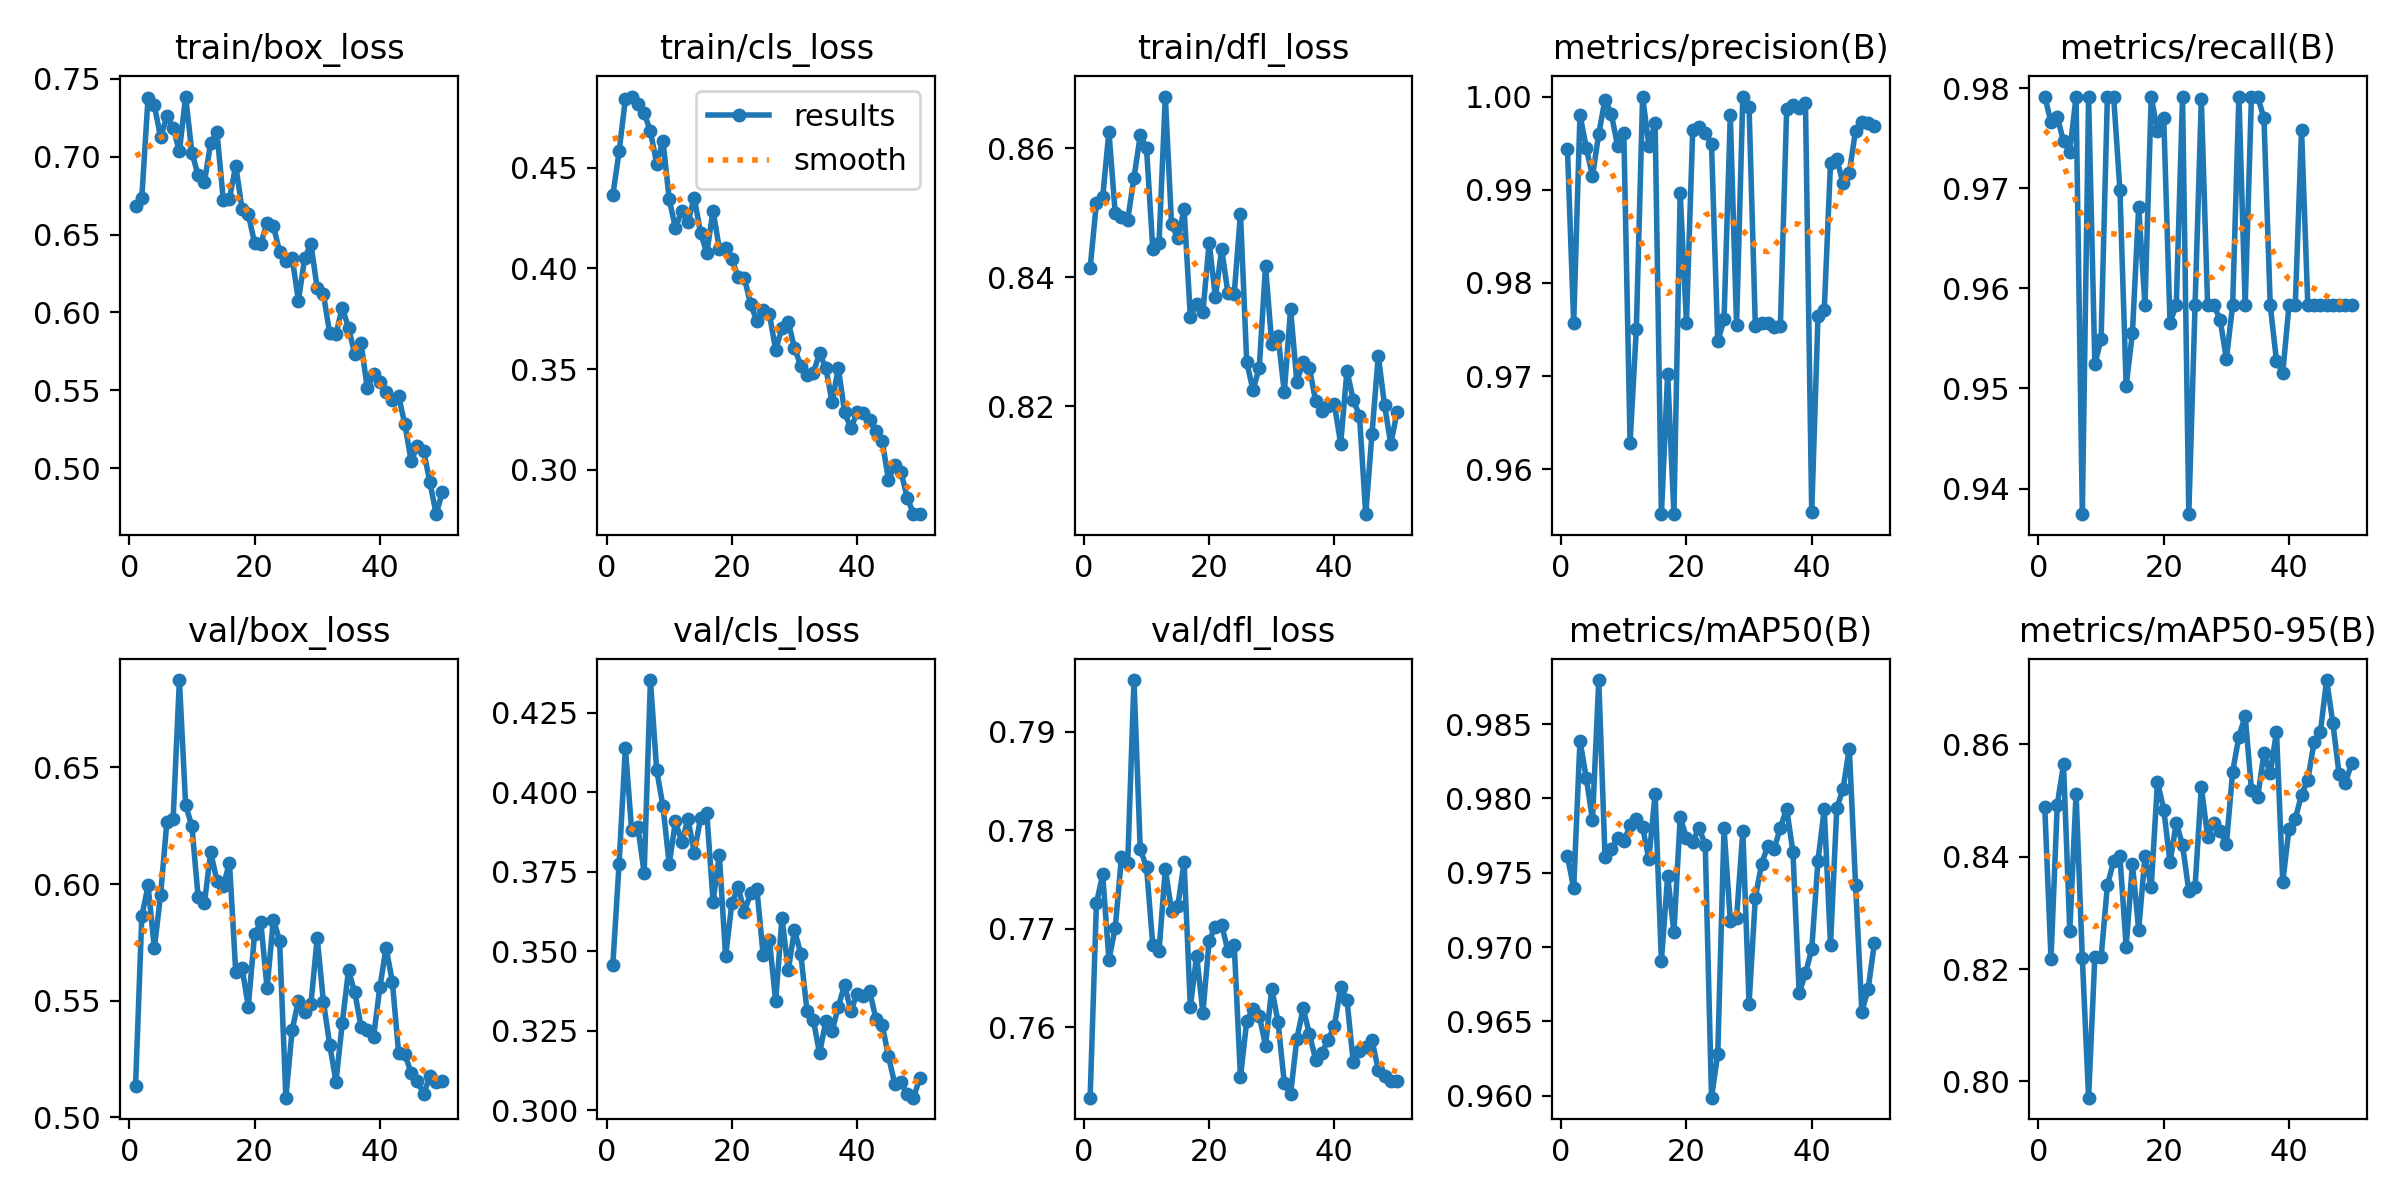 train/box_loss
0.75
0.70
0.65
0.60
0.55
0.50
0 20 40
train/cls_loss
results
smooth
0.45
0.40
0.35
0.30
0 20 40
train/dfl_loss
0.86
0.84
0.82
0 20 40
metrics/precision(B)
1.00
0.99
0.98
0.97
0.96
0 20 40
metrics/recall(B)
0.98
0.97
0.96
0.95
0.94
0 20 40
val/box_loss
0.65
0.60
0.55
0.50
0 20 40
val/cls_loss
0.425
0.400
0.375
0.350
0.325
0.300
0 20 40
val/dfl_loss
0.79
0.78
0.77
0.76
0 20 40
metrics/mAP50(B)
0.985
0.980
0.975
0.970
0.965
0.960
0 20 40
metrics/mAP50-95(B)
0.86
0.84
0.82
0.80
0 20 40